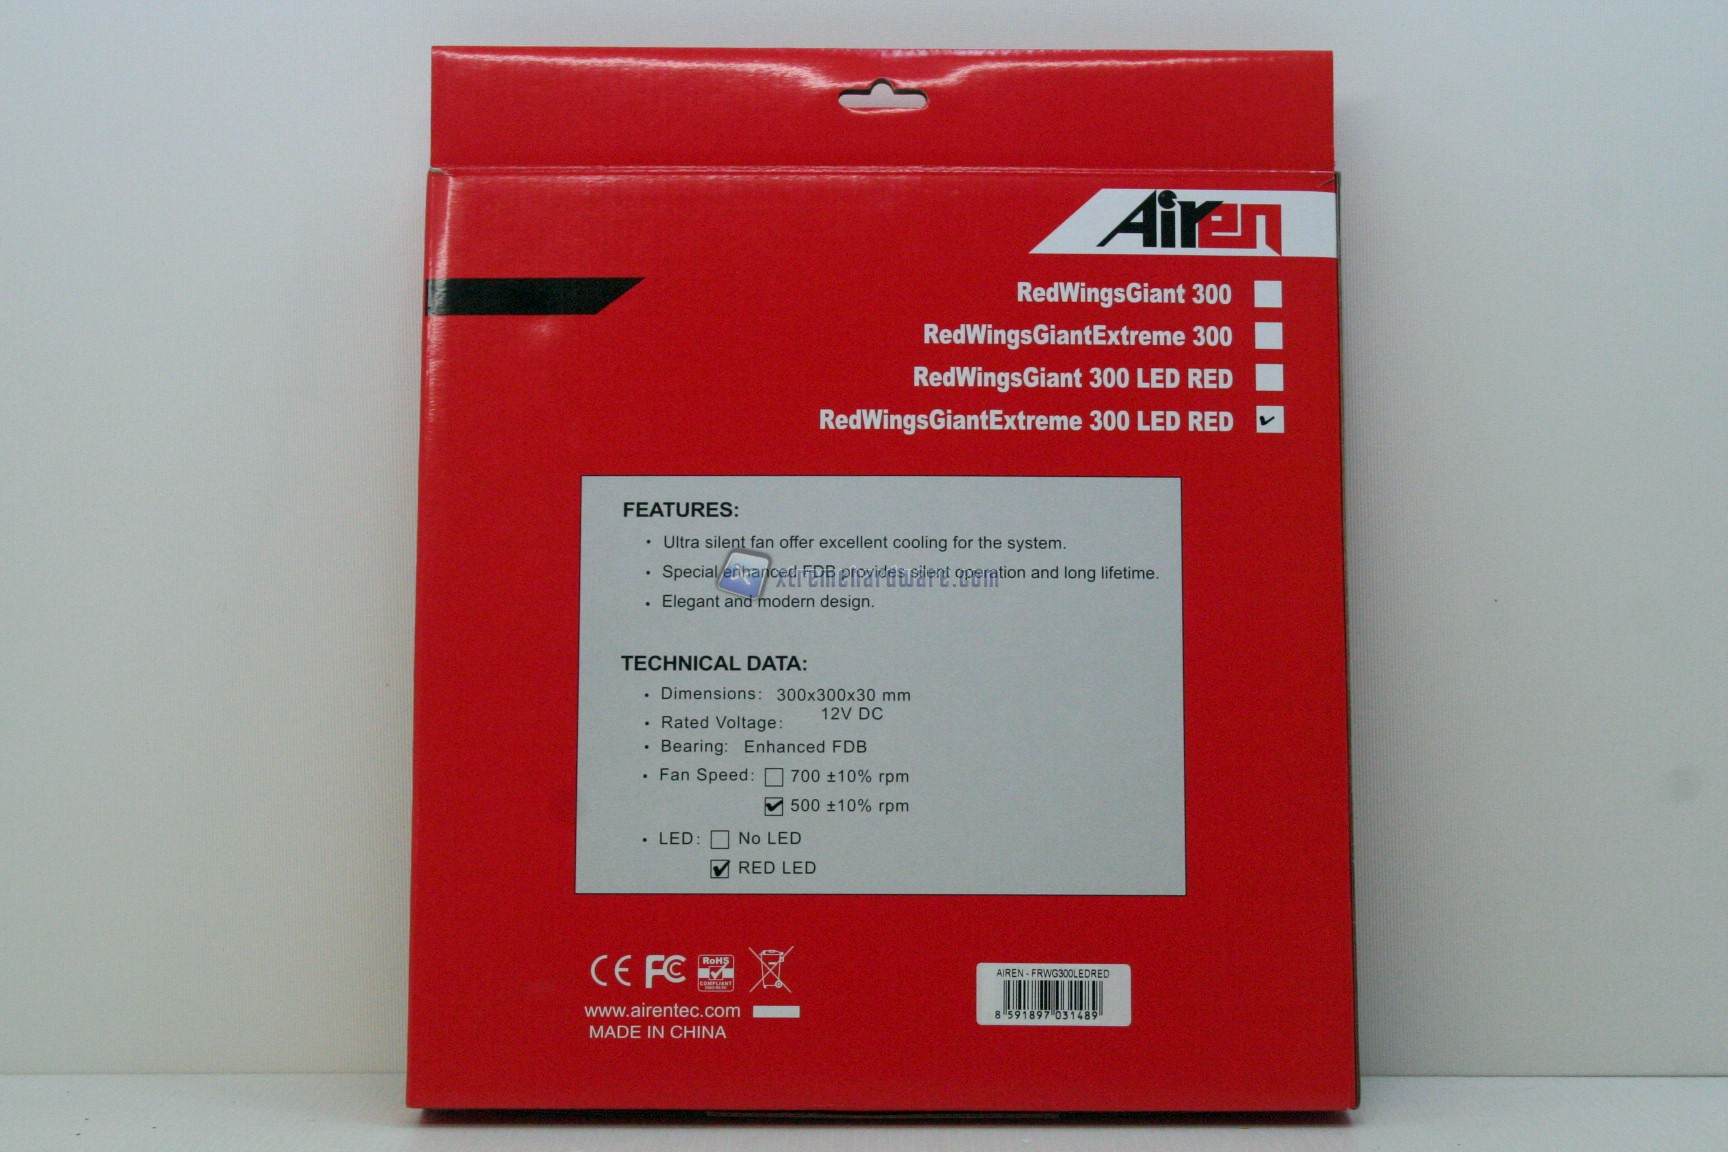 Airen
RedWingsGiant 300
RedWingsGiantExtreme 300
RedWingsGiant 300 LED RED
RedWingsGiantExtreme 300 LED RED
FEATURES:
• Ultra silent fan offer excellent cooling for the system.
• Special enhanced FDB provides silent operation and long lifetime.
xtremehardware.com
• Elegant and modern design.
TECHNICAL DATA:
• Dimensions: 300x300x30 mm
• Rated Voltage: 12V DC
• Bearing: Enhanced FDB
• Fan Speed: 700 ±10% rpm
500 ±10% rpm
• LED: No LED
RED LED
CE FC RoHS
COMPLIANT
www.airentec.com
MADE IN CHINA
AIREN - FRWG300LEDRED
8 591897 031489